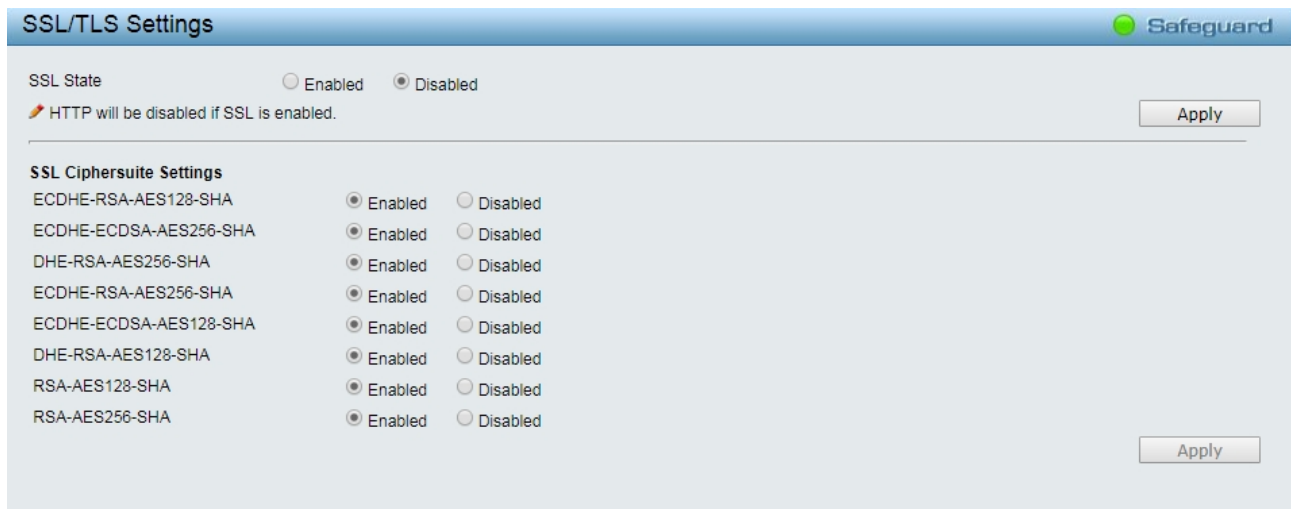 SSL/TLS Settings Safeguard
SSL State Enabled Disabled
HTTP will be disabled if SSL is enabled. Apply
SSL Ciphersuite Settings
ECDHE-RSA-AES128-SHA Enabled Disabled
ECDHE-ECDSA-AES256-SHA Enabled Disabled
DHE-RSA-AES256-SHA Enabled Disabled
ECDHE-RSA-AES256-SHA Enabled Disabled
ECDHE-ECDSA-AES128-SHA Enabled Disabled
DHE-RSA-AES128-SHA Enabled Disabled
RSA-AES128-SHA Enabled Disabled
RSA-AES256-SHA Enabled Disabled
Apply